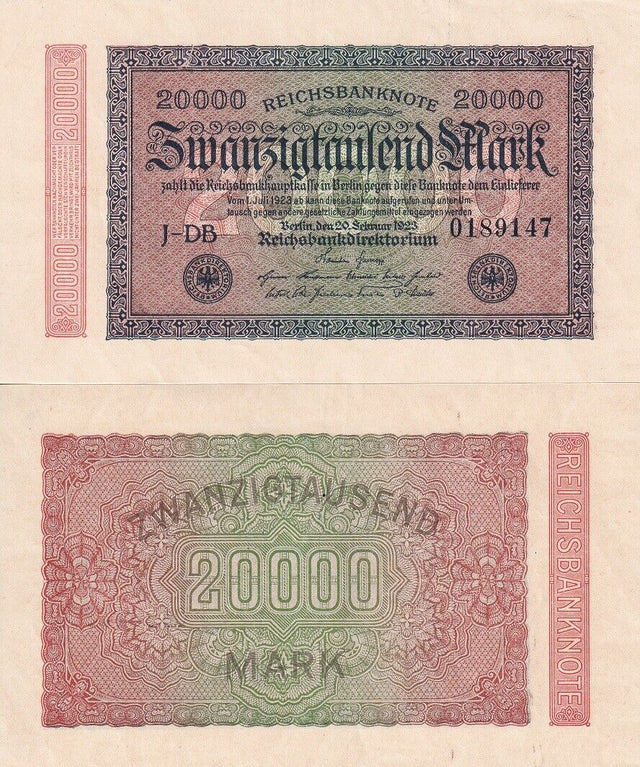 20000 REICHSBANKNOTE 20000
Zwanzigtausend Mark
zahlt die Reichsbankhauptkasse in Berlin gegen diese Banknote dem Einlieferer
Vom 1. Juli 1923 ab kann diese Banknote aufgerufen und unter Um-
tausch gegen andere gesetzliche Zahlungsmittel eingezogen werden
Berlin, den 20. Februar 1923
Reichsbankdirektorium
J-DB
0189147
20000
20000
ZWANZIGTAUSEND
20000
MARK
REICHSBANKNOTE